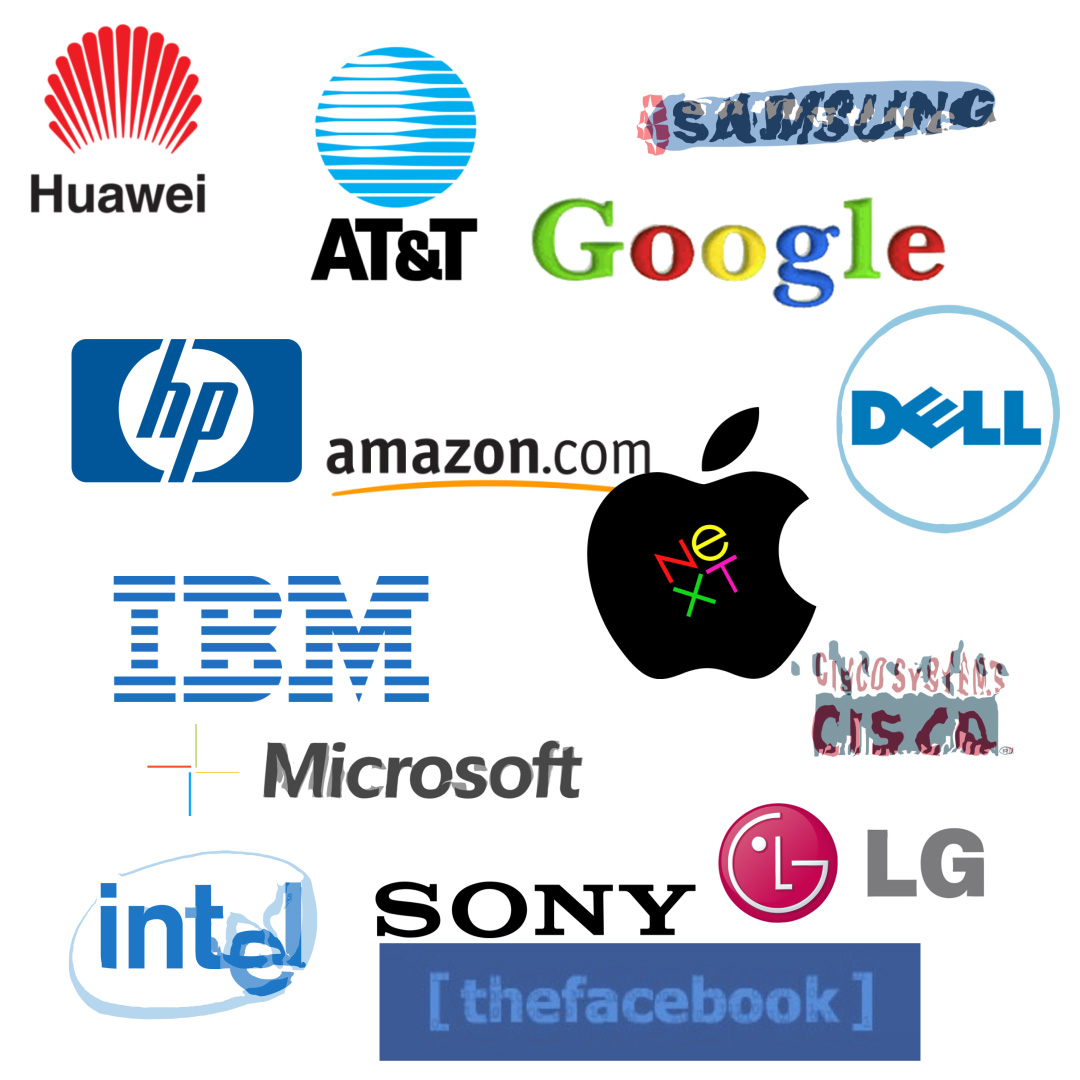 Huawei
AT&T
SAMSUNG
Google
hp
DELL
amazon.com
NeXT
IBM
CISCO SYSTEMS
CISCO
Microsoft
LG
intel
SONY
[ thefacebook ]